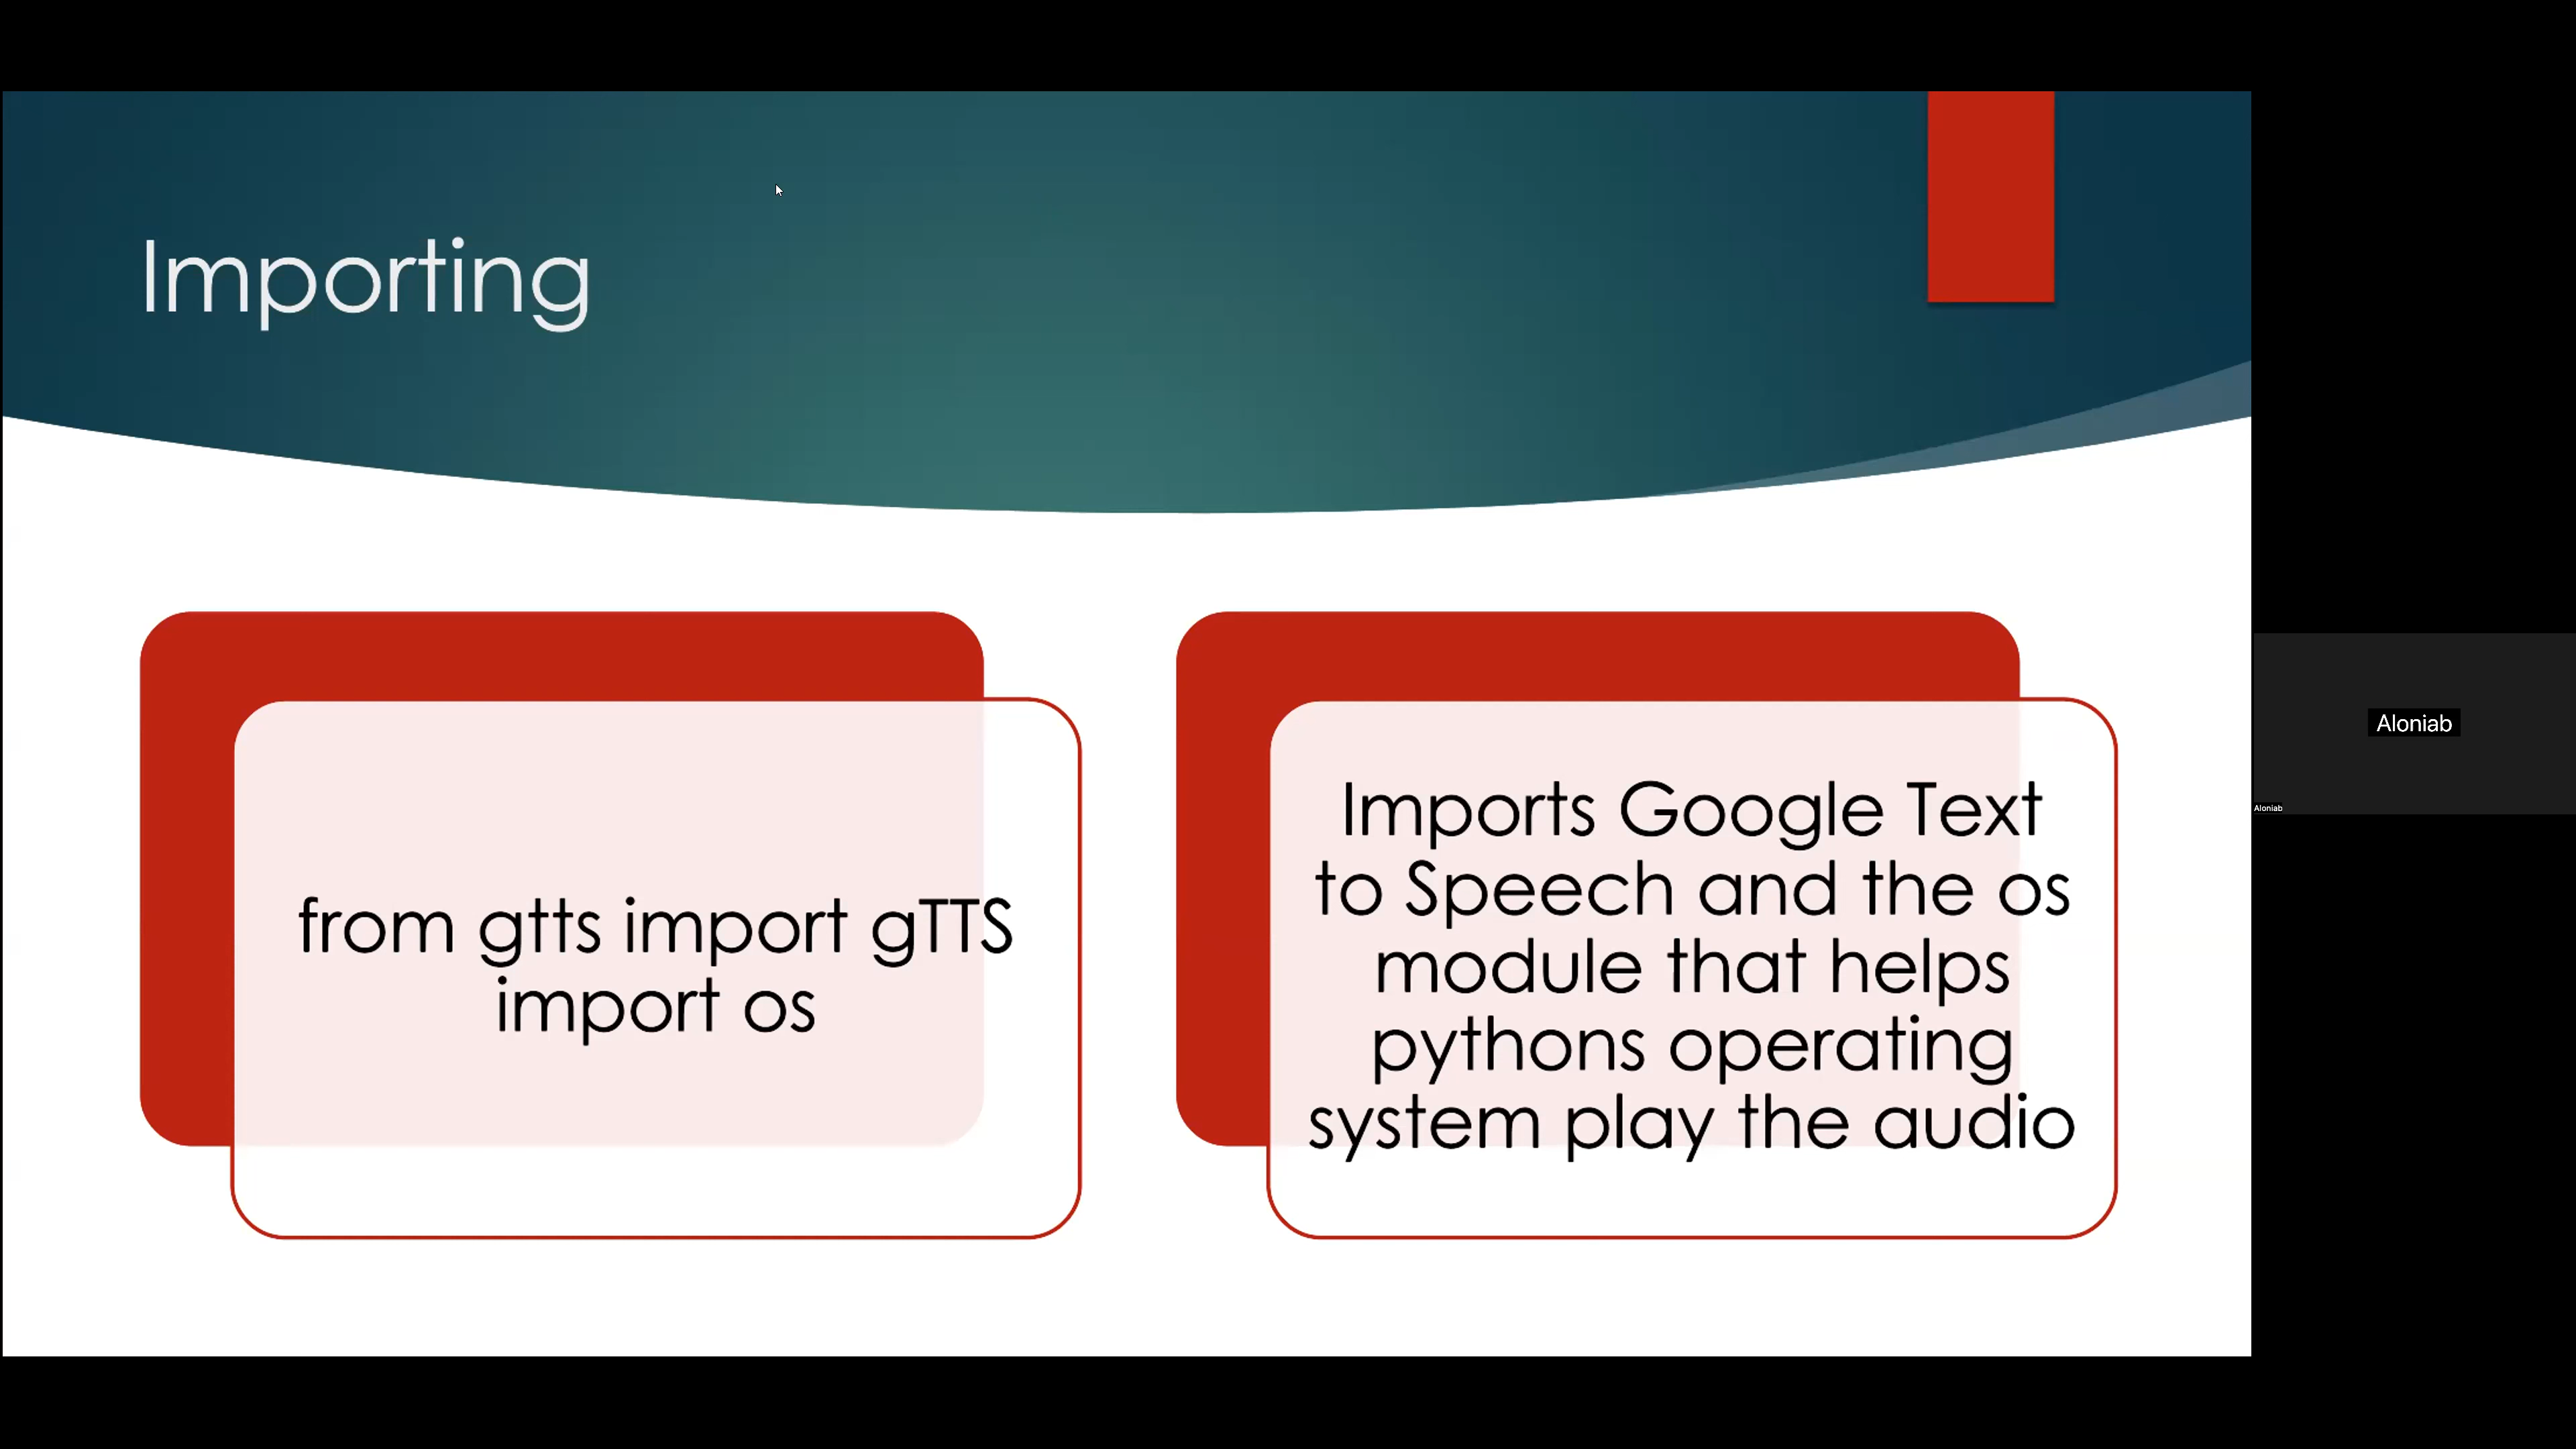 Importing
from gtts import gTTS
import os
Imports Google Text
to Speech and the os
module that helps
pythons operating
system play the audio
Aloniab
Aloniab